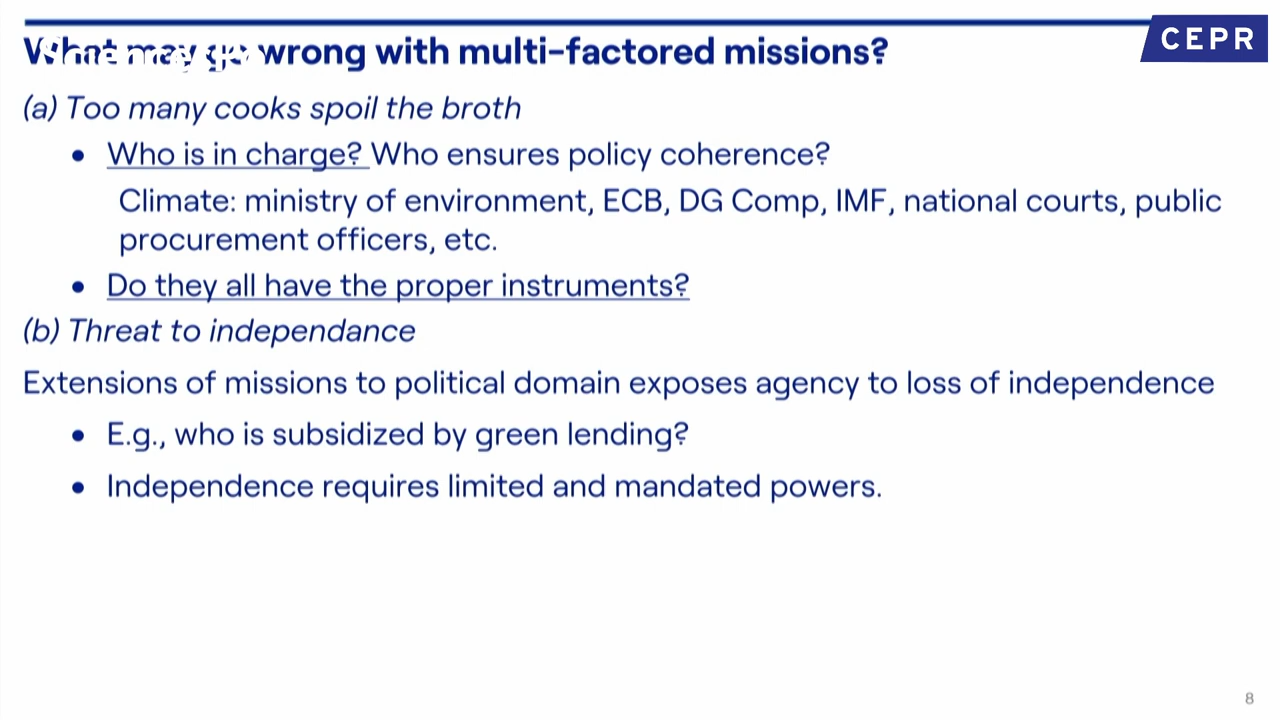 What may go wrong with multi-factored missions?
CEPR
(a) Too many cooks spoil the broth
• Who is in charge? Who ensures policy coherence?
Climate: ministry of environment, ECB, DG Comp, IMF, national courts, public
procurement officers, etc.
• Do they all have the proper instruments?
(b) Threat to independance
Extensions of missions to political domain exposes agency to loss of independence
• E.g., who is subsidized by green lending?
• Independence requires limited and mandated powers.
8